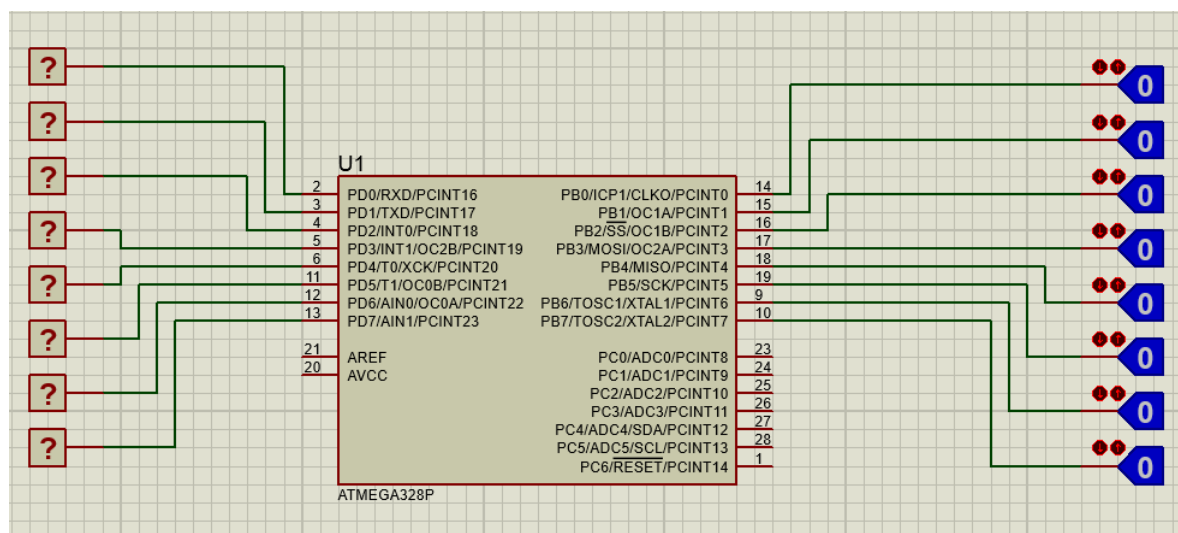 ?
?
?
?
?
?
?
?
U1
2 PD0/RXD/PCINT16
3 PD1/TXD/PCINT17
4 PD2/INT0/PCINT18
5 PD3/INT1/OC2B/PCINT19
6 PD4/T0/XCK/PCINT20
11 PD5/T1/OC0B/PCINT21
12 PD6/AIN0/OC0A/PCINT22
13 PD7/AIN1/PCINT23
21 AREF
20 AVCC
PB0/ICP1/CLKO/PCINT0 14
PB1/OC1A/PCINT1 15
PB2/SS/OC1B/PCINT2 16
PB3/MOSI/OC2A/PCINT3 17
PB4/MISO/PCINT4 18
PB5/SCK/PCINT5 19
PB6/TOSC1/XTAL1/PCINT6 9
PB7/TOSC2/XTAL2/PCINT7 10
PC0/ADC0/PCINT8 23
PC1/ADC1/PCINT9 24
PC2/ADC2/PCINT10 25
PC3/ADC3/PCINT11 26
PC4/ADC4/SDA/PCINT12 27
PC5/ADC5/SCL/PCINT13 28
PC6/RESET/PCINT14 1
ATMEGA328P
0
0
0
0
0
0
0
0